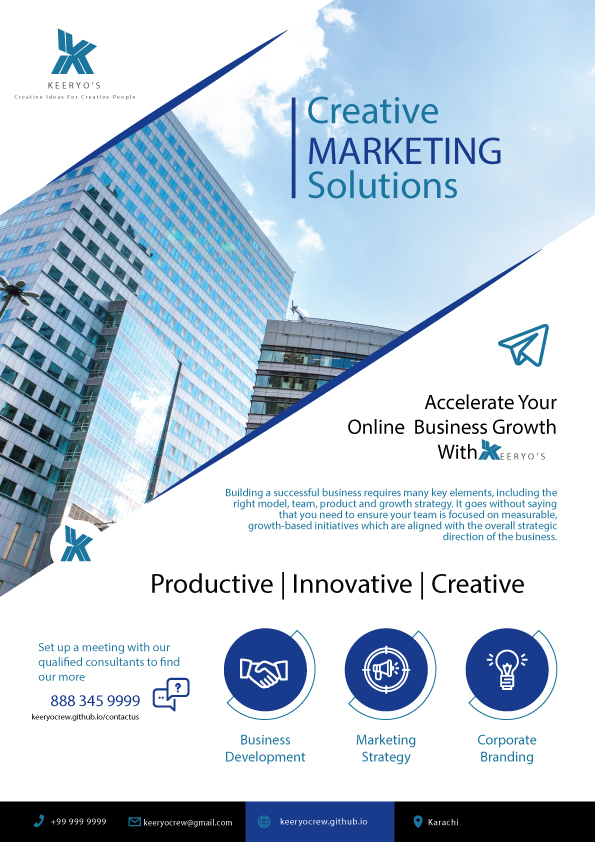 KEERYO'S
Creative Ideas For Creative People
Creative
MARKETING
Solutions
Accelerate Your
Online Business Growth
With KEERYO'S
Building a successful business requires many key elements, including the
right model, team, product and growth strategy. It goes without saying
that you need to ensure your team is focused on measurable,
growth-based initiatives which are aligned with the overall strategic
direction of the business.
Productive | Innovative | Creative
Set up a meeting with our
qualified consultants to find
our more
888 345 9999
keeryocrew.github.io/contactus
Business
Development
Marketing
Strategy
Corporate
Branding
+99 999 9999
keeryocrew@gmail.com
keeryocrew.github.io
Karachi